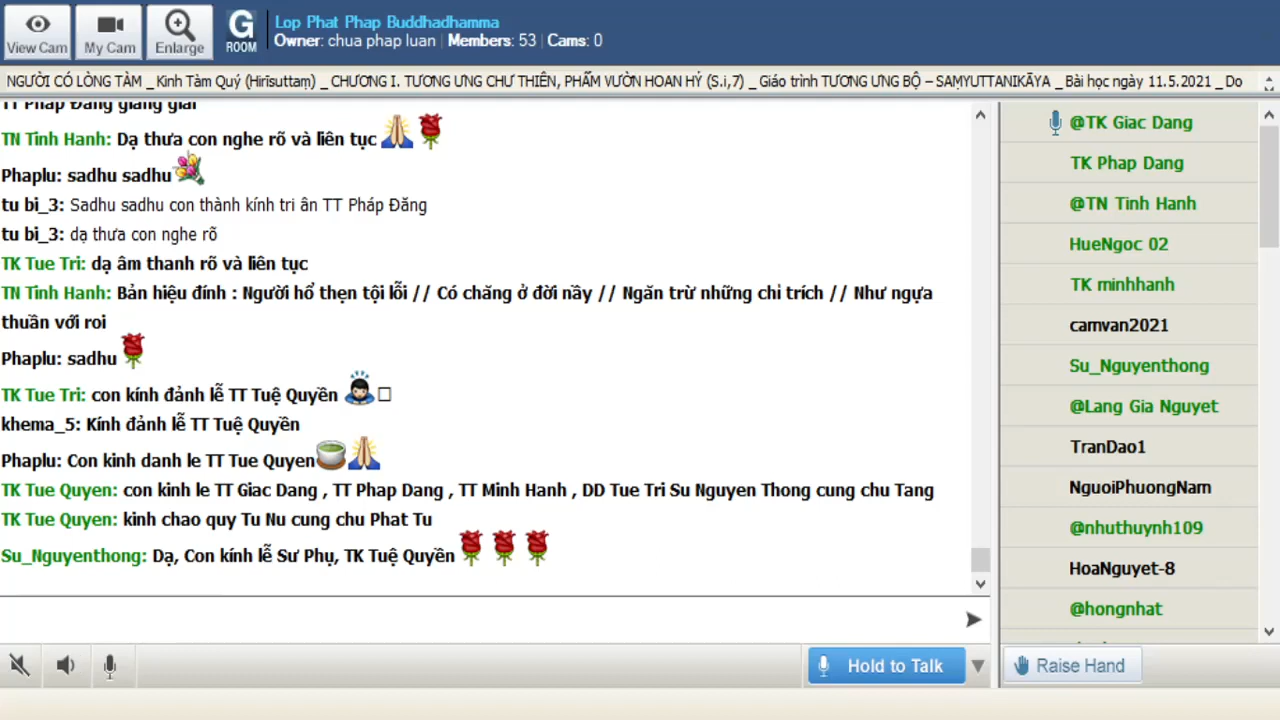 View Cam
My Cam
Enlarge
G
ROOM
Lop Phat Phap Buddhadhamma
Owner: chua phap luan | Members: 53 | Cams: 0
NGƯỜI CÓ LÒNG TÀM _ Kinh Tàm Quý (Hirīsuttaṃ) _ CHƯƠNG I. TƯƠNG ƯNG CHƯ THIÊN, PHẨM VƯỜN HOAN HỶ (S.i,7) _ Giáo trình TƯƠNG ƯNG BỘ – SAṂYUTTANIKĀYA _ Bài học ngày 11.5.2021 _ Do
TT Pháp Đăng giảng giải
TN Tinh Hanh: Dạ thưa con nghe rõ và liên tục
Phaplu: sadhu sadhu
tu bi_3: Sadhu sadhu con thành kính tri ân TT Pháp Đăng
tu bi_3: dạ thưa con nghe rõ
TK Tue Tri: dạ âm thanh rõ và liên tục
TN Tinh Hanh: Bản hiệu đính : Người hổ thẹn tội lỗi // Có chăng ở đời nầy // Ngăn trừ những chỉ trích // Như ngựa
thuần với roi
Phaplu: sadhu
TK Tue Tri: con kính đảnh lễ TT Tuệ Quyền
khema_5: Kính đảnh lễ TT Tuệ Quyền
Phaplu: Con kinh danh le TT Tue Quyen
TK Tue Quyen: con kinh le TT Giac Dang , TT Phap Dang , TT Minh Hanh , DD Tue Tri Su Nguyen Thong cung chu Tang
TK Tue Quyen: kinh chao quy Tu Nu cung chu Phat Tu
Su_Nguyenthong: Dạ, Con kính lễ Sư Phụ, TK Tuệ Quyền
Hold to Talk
@TK Giac Dang
TK Phap Dang
@TN Tinh Hanh
HueNgoc 02
TK minhhanh
camvan2021
Su_Nguyenthong
@Lang Gia Nguyet
TranDao1
NguoiPhuongNam
@nhuthuynh109
HoaNguyet-8
@hongnhat
Raise Hand